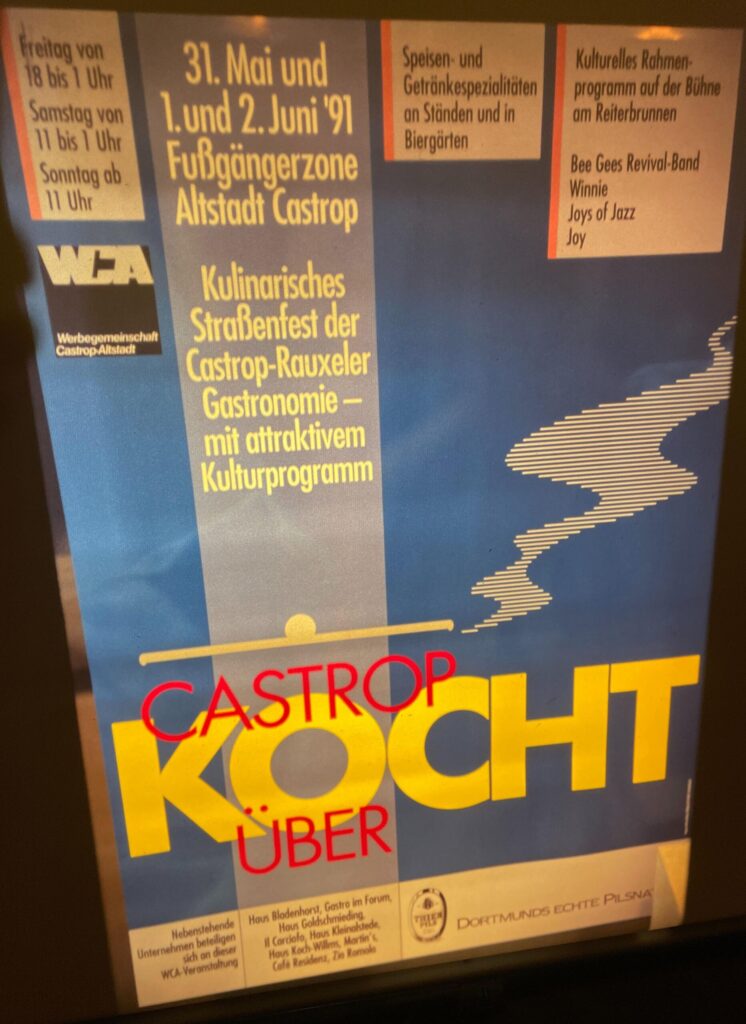 Freitag von
18 bis 1 Uhr
Samstag von
11 bis 1 Uhr
Sonntag ab
11 Uhr
31. Mai und
1. und 2. Juni '91
Fußgängerzone
Altstadt Castrop
Speisen- und
Getränkespezialitäten
an Ständen und in
Biergärten
Kulturelles Rahmen-
programm auf der Bühne
am Reiterbrunnen
Bee Gees Revival-Band
Winnie
Joys of Jazz
Joy
WCA
Werbegemeinschaft
Castrop-Altstadt
Kulinarisches
Straßenfest der
Castrop-Rauxeler
Gastronomie –
mit attraktivem
Kulturprogramm
CASTROP
KOCHT
ÜBER
Nebenstehende
Unternehmen beteiligen
sich an dieser
WCA-Veranstaltung
Haus Bladenhorst, Gastro im Forum,
Haus Goldschmieding,
Il Carciofo, Haus Kleinalstede,
Haus Koch-Willms, Martin's,
Café Residenz, Zia Romola
THIER
PILS
DORTMUNDS ECHTE PILSNA